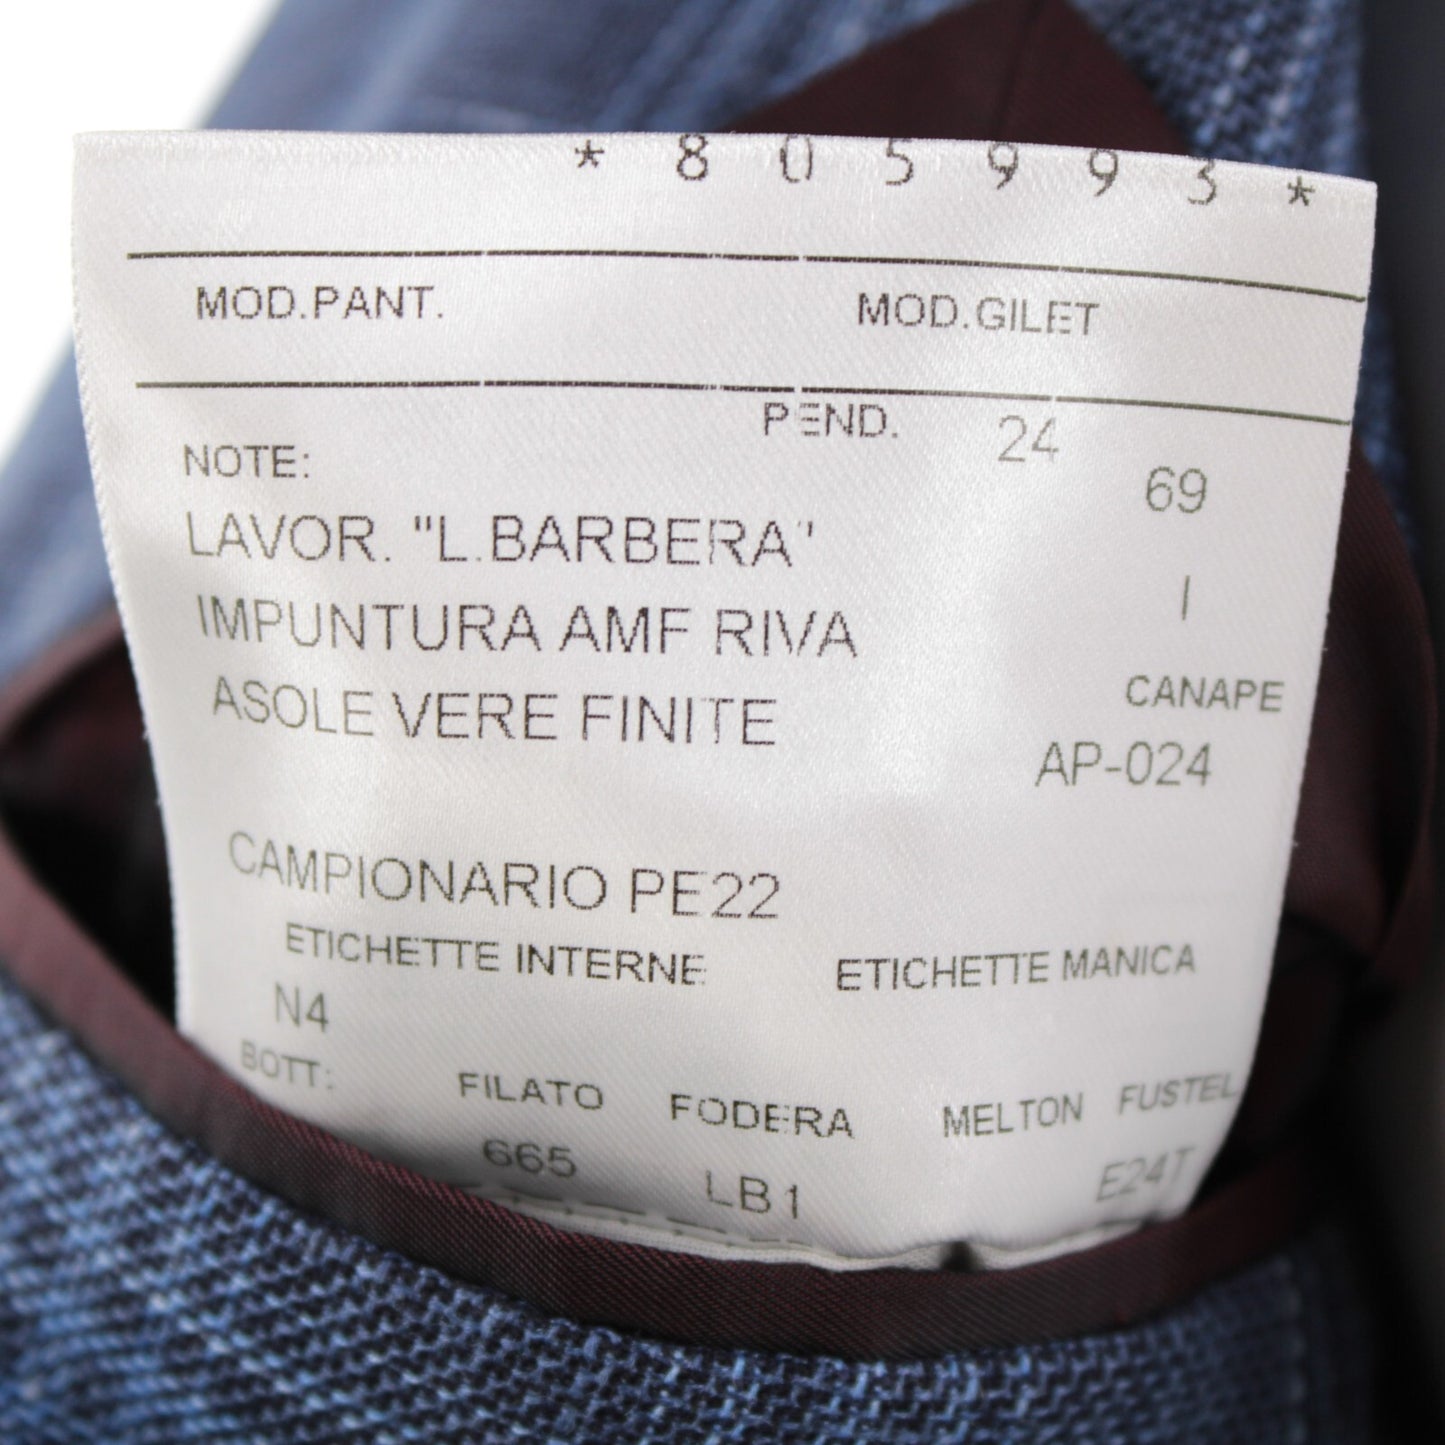 *805993*
MOD.PANT. MOD.GILET
PEND. 24 69
NOTE:
LAVOR. "L.BARBERA"
IMPUNTURA AMF RIVA I
ASOLE VERE FINITE CANAPE
AP-024
CAMPIONARIO PE22
ETICHETTE INTERNE ETICHETTE MANICA
N4
BOTT: FILATO FODERA MELTON FUSTEL
665 LB1 E24T